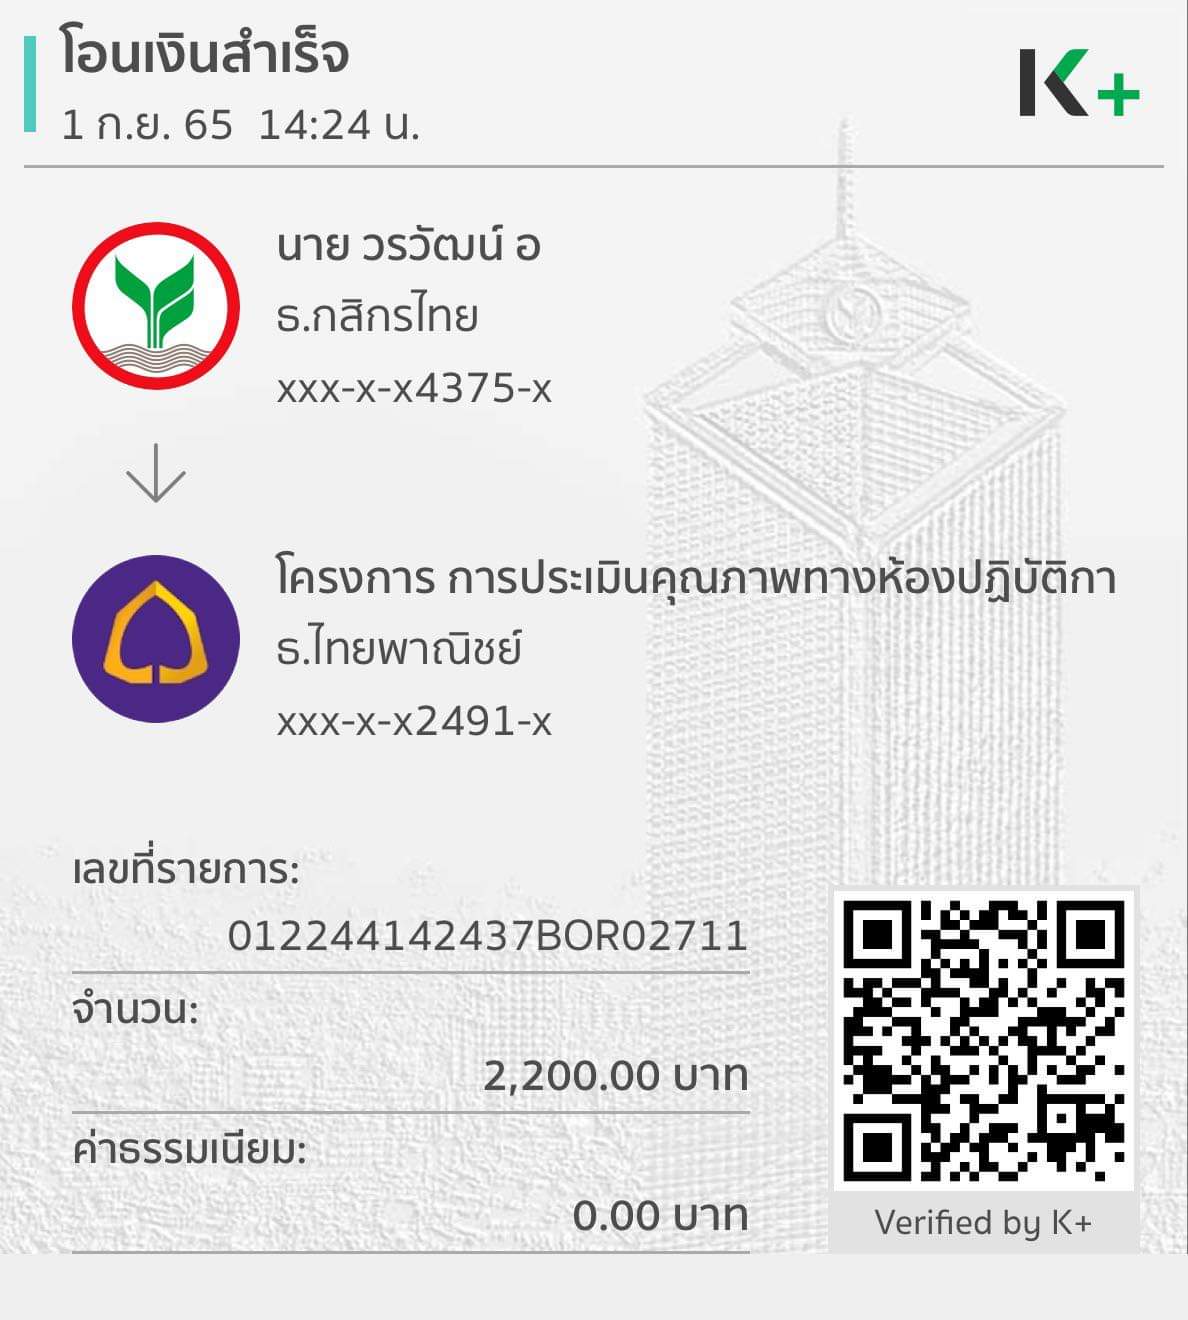 โอนเงินสำเร็จ
1 ก.ย. 65 14:24 น.
K+
นาย วรวัฒน์ อ
ธ.กสิกรไทย
xxx-x-x4375-x
โครงการ การประเมินคุณภาพทางห้องปฏิบัติกา
ธ.ไทยพาณิชย์
xxx-x-x2491-x
เลขที่รายการ:
012244142437BOR02711
จำนวน:
2,200.00 บาท
ค่าธรรมเนียม:
0.00 บาท
Verified by K+